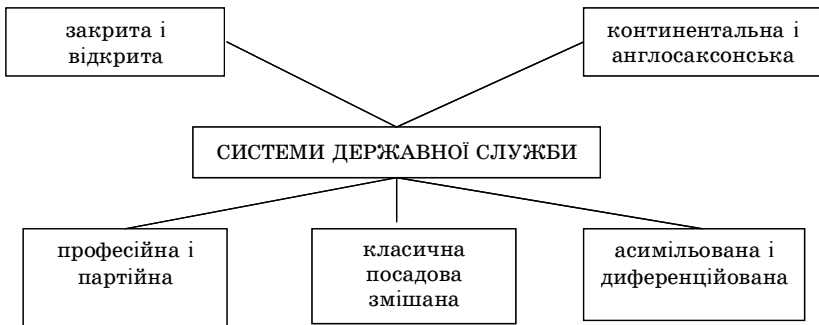 закрита і
відкрита
континентальна і
англосаксонська
СИСТЕМИ ДЕРЖАВНОЇ СЛУЖБИ
професійна і
партійна
класична
посадова
змішана
асимільована і
диференційована